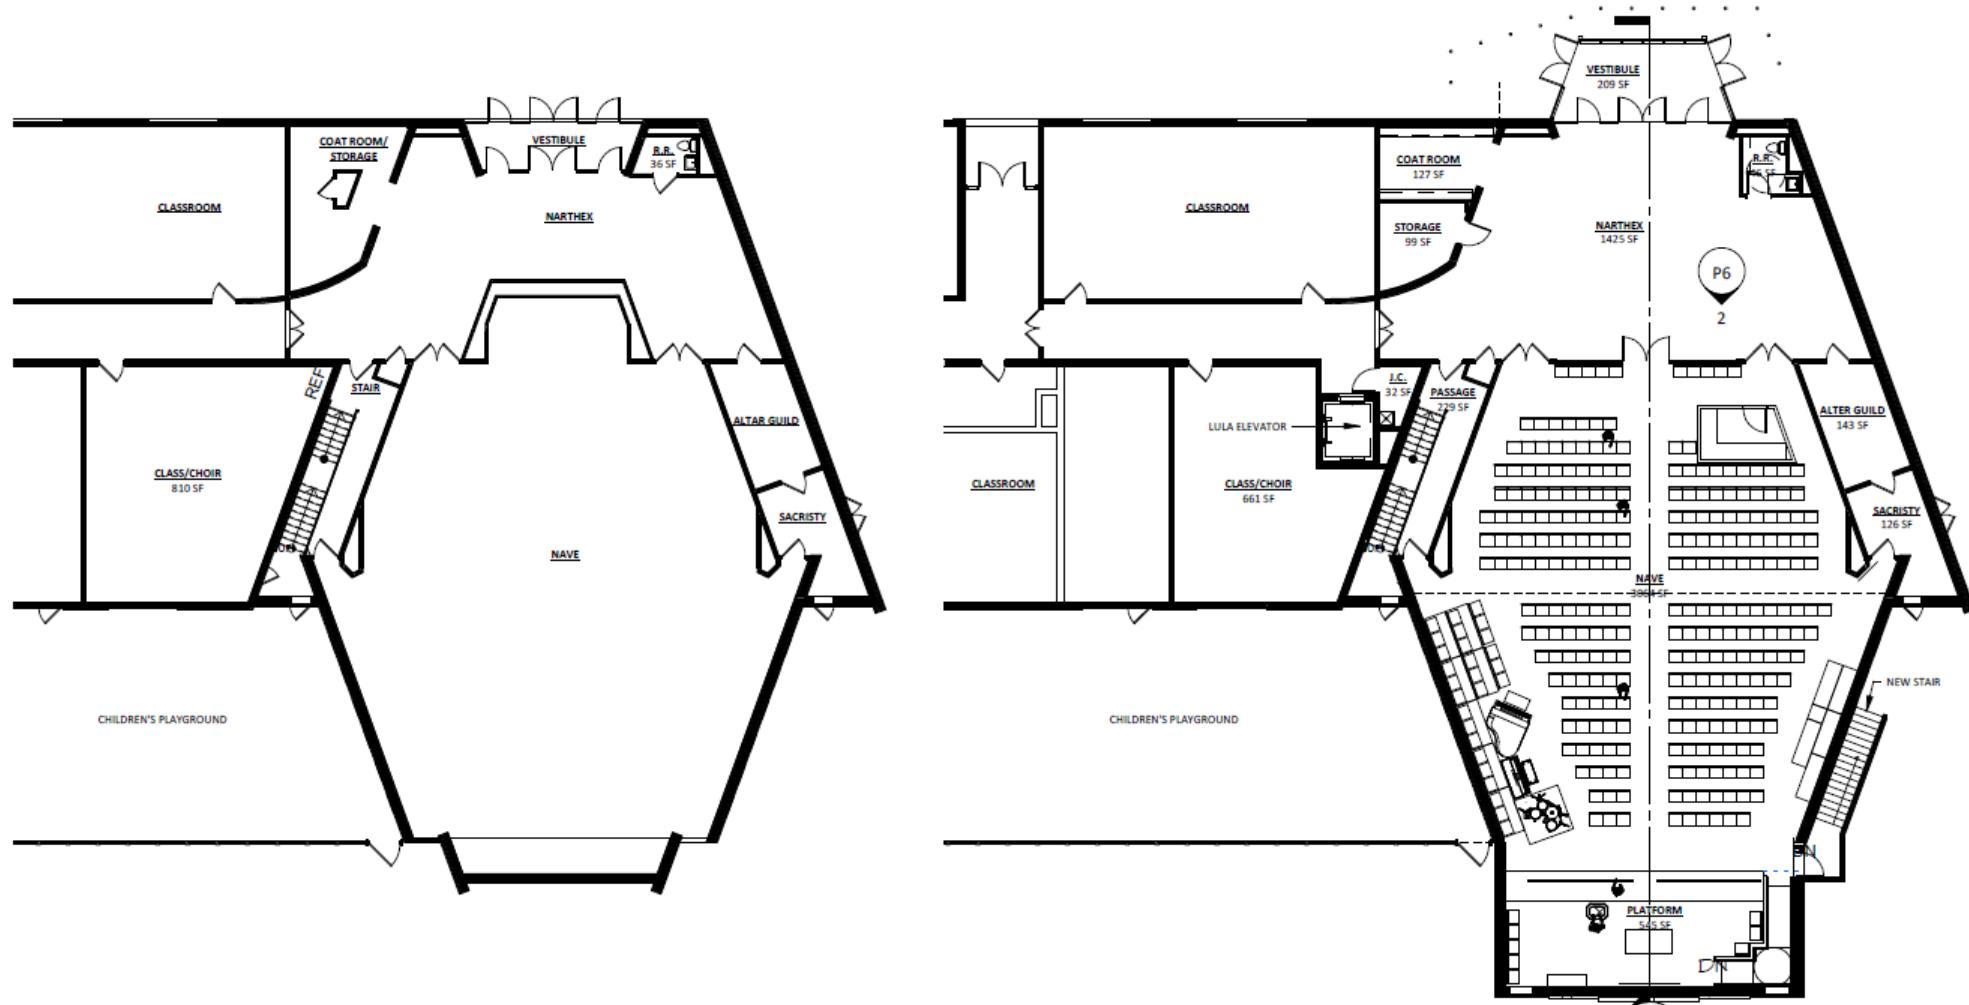 COAT ROOM/
STORAGE
VESTIBULE
R.R.
36 SF
CLASSROOM
NARTHEX
REF
STAIR
ALTAR GUILD
CLASS/CHOIR
810 SF
SACRISTY
NAVE
CHILDREN'S PLAYGROUND
VESTIBULE
209 SF
COAT ROOM
127 SF
R.R.
CLASSROOM
STORAGE
99 SF
NARTHEX
1425 SF
P6
2
J.C.
32 SF
PASSAGE
229 SF
LULA ELEVATOR
ALTER GUILD
143 SF
CLASSROOM
CLASS/CHOIR
661 SF
SACRISTY
126 SF
NAVE
NEW STAIR
CHILDREN'S PLAYGROUND
DN
PLATFORM
545 SF
DN